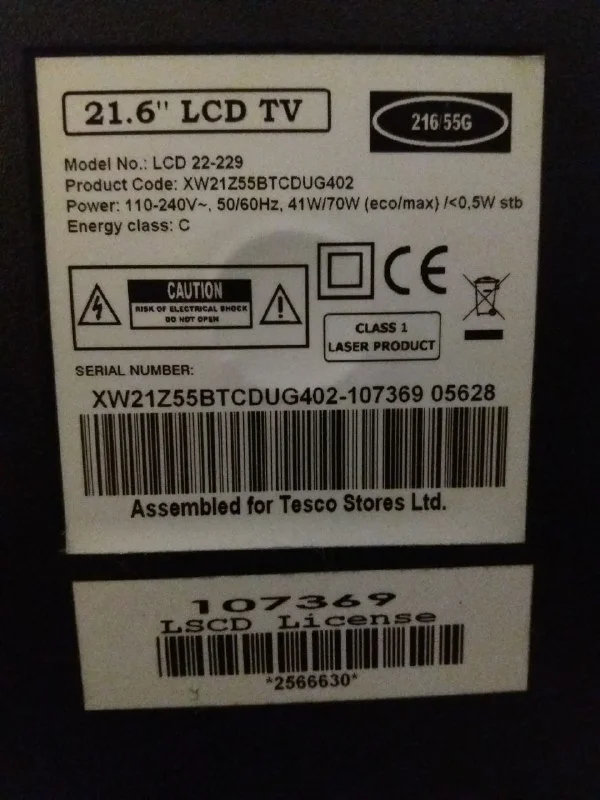 21.6" LCD TV
216/55G
Model No.: LCD 22-229
Product Code: XW21Z55BTCDUG402
Power: 110-240V~, 50/60Hz, 41W/70W (eco/max) /<0,5W stb
Energy class: C
CAUTION
RISK OF ELECTRICAL SHOCK
DO NOT OPEN
CE
CLASS 1
LASER PRODUCT
SERIAL NUMBER:
XW21Z55BTCDUG402-107369 05628
Assembled for Tesco Stores Ltd.
107369
LSCD License
*2566630*